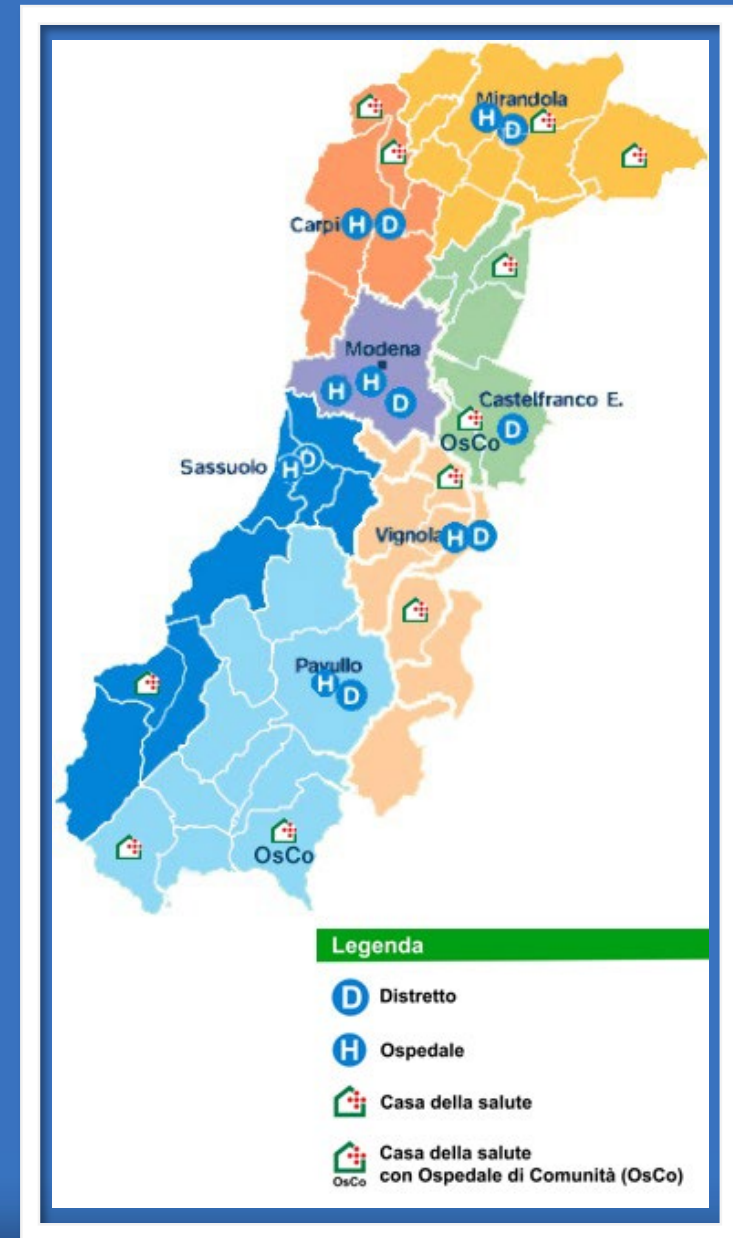 Mirandola
H
D
Carpi H D
Modena
H H D
Castelfranco E.
D
OsCo
Sassuolo H D
Vignola H D
Pavullo
H D
OsCo
Legenda
D Distretto
H Ospedale
Casa della salute
Casa della salute
OsCo con Ospedale di Comunità (OsCo)